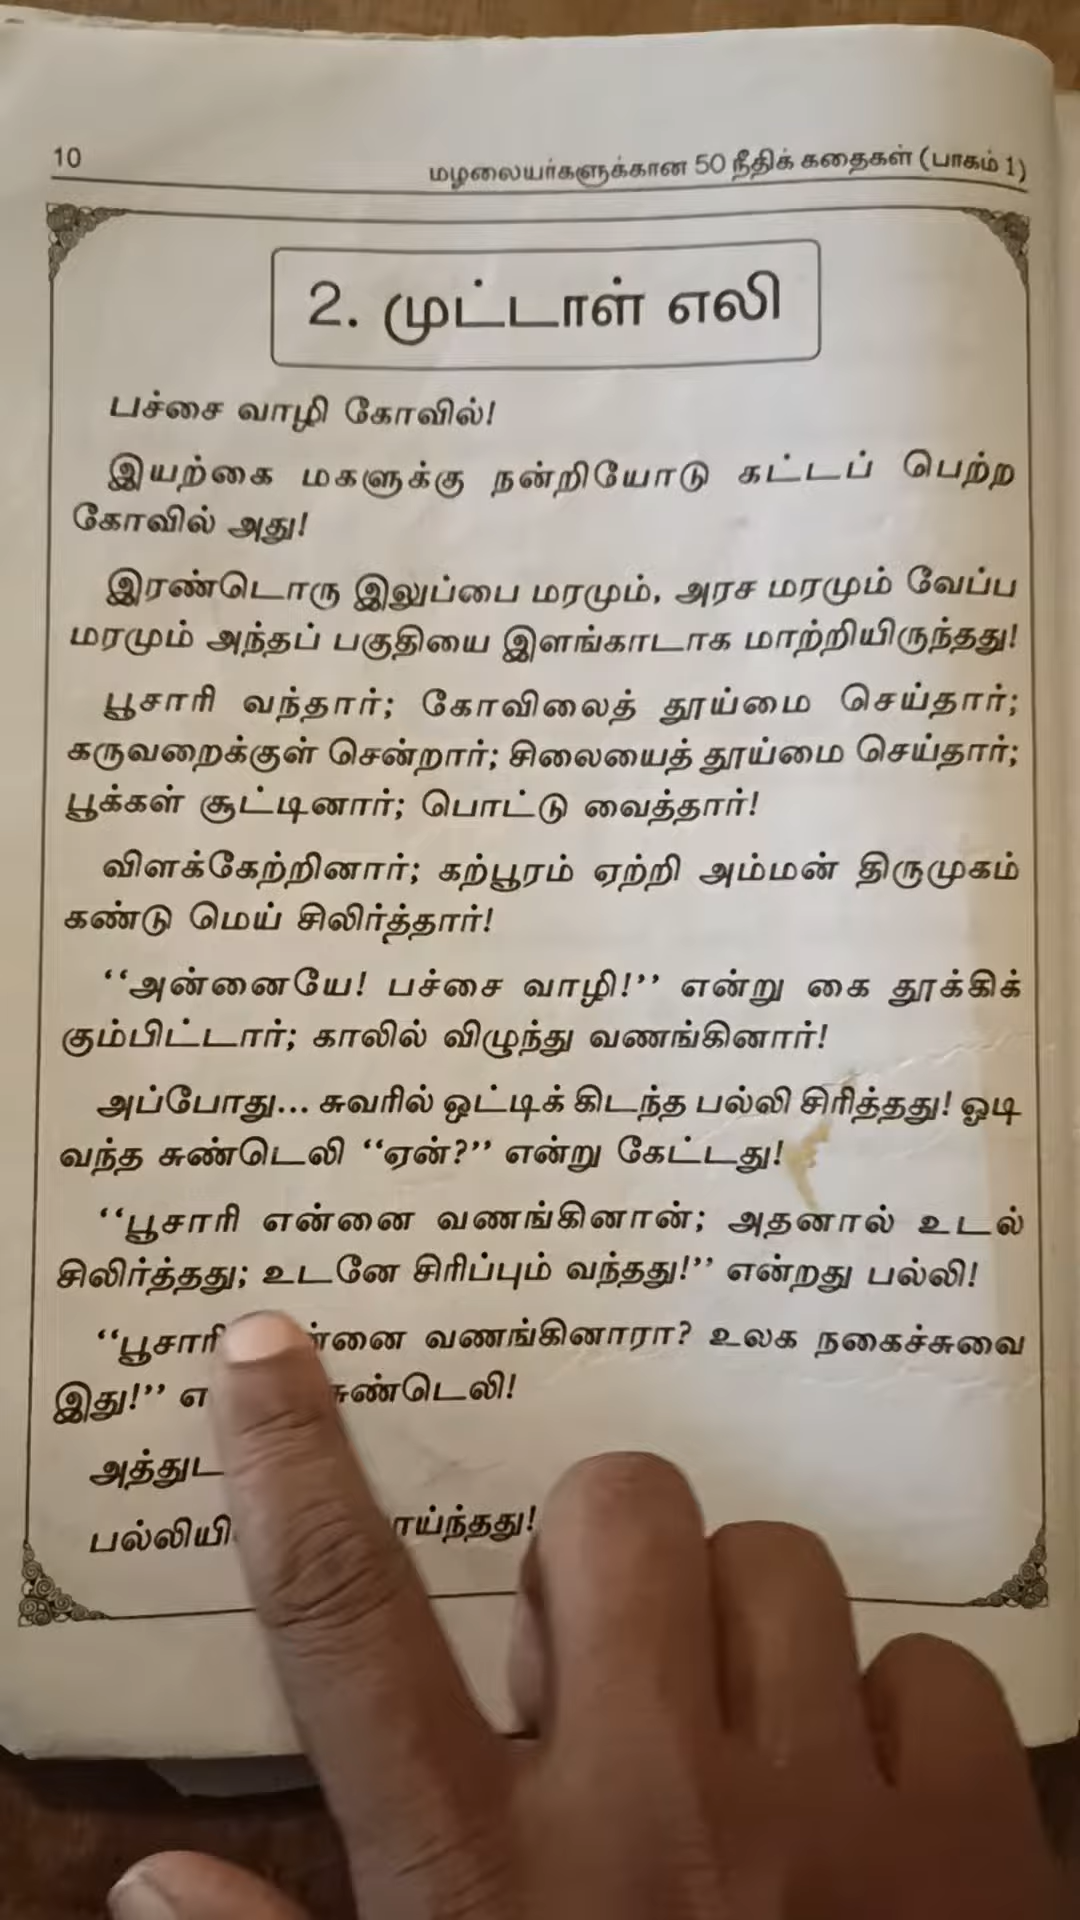 10
மழலையர்களுக்கான 50 நீதிக் கதைகள் (பாகம் 1)
2. முட்டாள் எலி
பச்சை வாழி கோவில்!
இயற்கை மகளுக்கு நன்றியோடு கட்டப் பெற்ற
கோவில் அது!
இரண்டொரு இலுப்பை மரமும், அரச மரமும் வேப்ப
மரமும் அந்தப் பகுதியை இளங்காடாக மாற்றியிருந்தது!
பூசாரி வந்தார்; கோவிலைத் தூய்மை செய்தார்;
கருவறைக்குள் சென்றார்; சிலையைத் தூய்மை செய்தார்;
பூக்கள் சூட்டினார்; பொட்டு வைத்தார்!
விளக்கேற்றினார்; கற்பூரம் ஏற்றி அம்மன் திருமுகம்
கண்டு மெய் சிலிர்த்தார்!
‘‘அன்னையே! பச்சை வாழி!’’ என்று கை தூக்கிக்
கும்பிட்டார்; காலில் விழுந்து வணங்கினார்!
அப்போது... சுவரில் ஒட்டிக் கிடந்த பல்லி சிரித்தது! ஓடி
வந்த சுண்டெலி ‘‘ஏன்?’’ என்று கேட்டது!
‘‘பூசாரி என்னை வணங்கினான்; அதனால் உடல்
சிலிர்த்தது; உடனே சிரிப்பும் வந்தது!’’ என்றது பல்லி!
‘‘பூசாரி வணங்கினாரா? உலக நகைச்சுவை
இது!’’ சுண்டெலி!